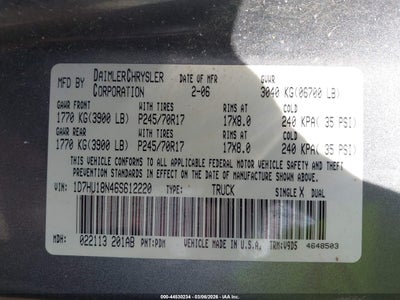 MFD BY DAIMLERCHRYSLER CORPORATION DATE OF MFR 2-06 GVWR 3040 KG(06700 LB)
GAWR FRONT WITH TIRES RIMS AT COLD
1770 KG(3900 LB) P245/70R17 17X8.0 240 KPA( 35 PSI)
GAWR REAR WITH TIRES RIMS AT COLD
1770 KG(3900 LB) P245/70R17 17X8.0 240 KPA( 35 PSI)
THIS VEHICLE CONFORMS TO ALL APPLICABLE FEDERAL MOTOR VEHICLE SAFETY AND
THEFT PREVENTION STANDARDS IN EFFECT ON THE DATE OF MANUFACTURE SHOWN ABOVE.
VIN: 1D7HU18N46S612220 TYPE: TRUCK SINGLE X DUAL
MDH: 022113 201AB PNT:PDM VEHICLE MADE IN U.S.A. TRM:V9D5 4648503
000-44530234 - 03/06/2026 - IAA Inc.